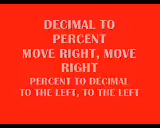 DECIMAL TO
PERCENT
MOVE RIGHT, MOVE
RIGHT
PERCENT TO DECIMAL
TO THE LEFT, TO THE LEFT